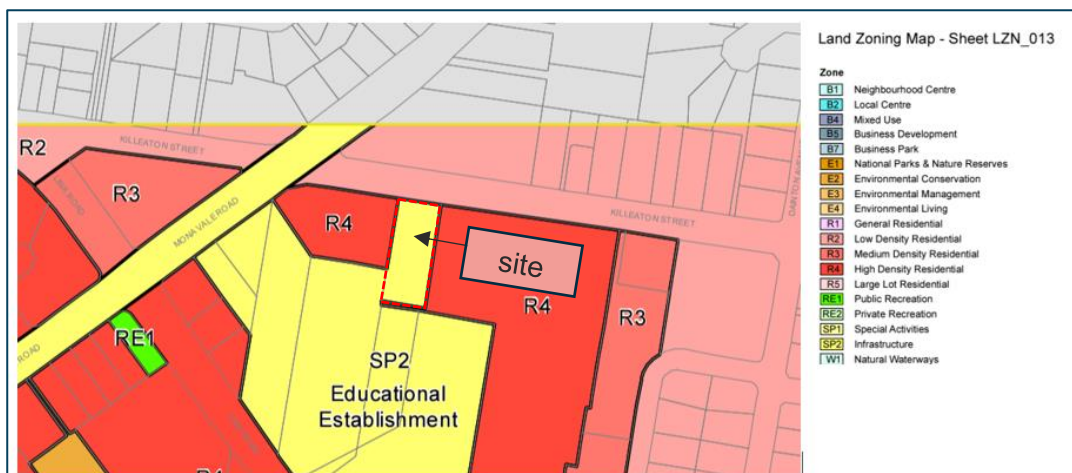 Land Zoning Map - Sheet LZN_013
Zone
B1 Neighbourhood Centre
B2 Local Centre
B4 Mixed Use
B5 Business Development
B7 Business Park
E1 National Parks & Nature Reserves
E2 Environmental Conservation
E3 Environmental Management
E4 Environmental Living
R1 General Residential
R2 Low Density Residential
R3 Medium Density Residential
R4 High Density Residential
R5 Large Lot Residential
RE1 Public Recreation
RE2 Private Recreation
SP1 Special Activities
SP2 Infrastructure
W1 Natural Waterways
R2
KILLEATON STREET
R3
MONA VALE ROAD
R4
site
KILLEATON STREET
R4
R3
RE1
ROAD
SP2
Educational
Establishment